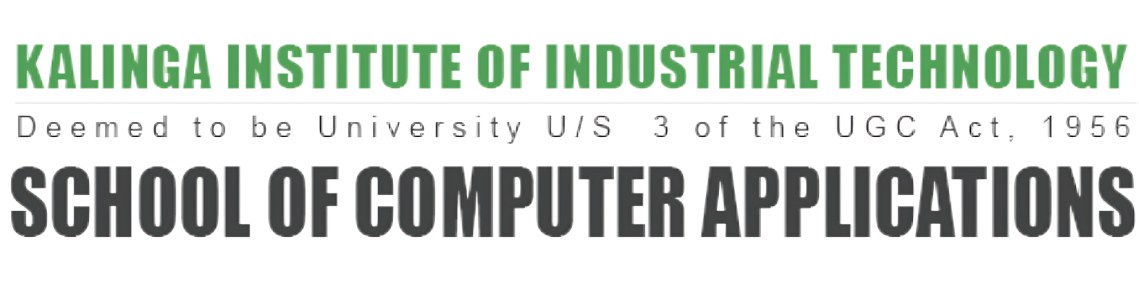 KALINGA INSTITUTE OF INDUSTRIAL TECHNOLOGY
Deemed to be University U/S 3 of the UGC Act, 1956
SCHOOL OF COMPUTER APPLICATIONS